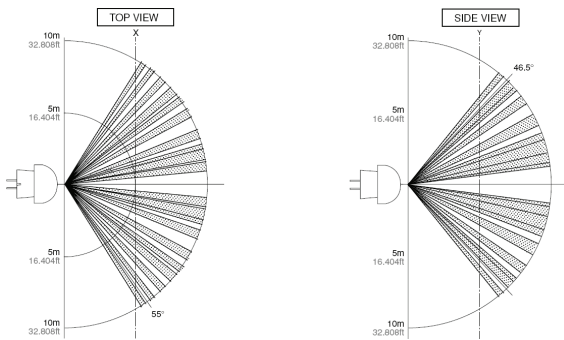 TOP VIEW
X
10m
32.808ft
5m
16.404ft
5m
16.404ft
55°
10m
32.808ft
SIDE VIEW
Y
10m
32.808ft
46.5°
5m
16.404ft
5m
16.404ft
10m
32.808ft